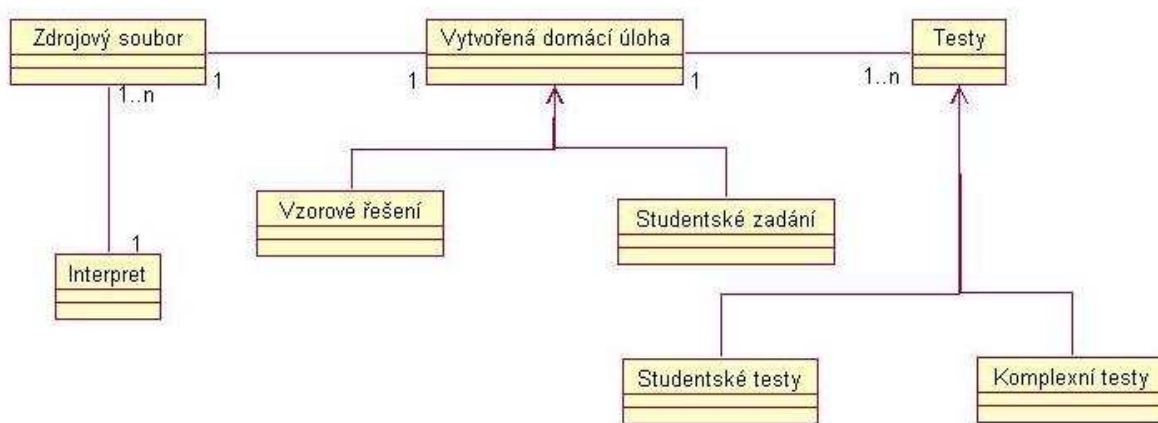 Zdrojový soubor
Vytvořená domácí úloha
Testy
1..n
1
1
1
1..n
Vzorové řešení
Studentské zadání
1
Interpret
Studentské testy
Komplexní testy